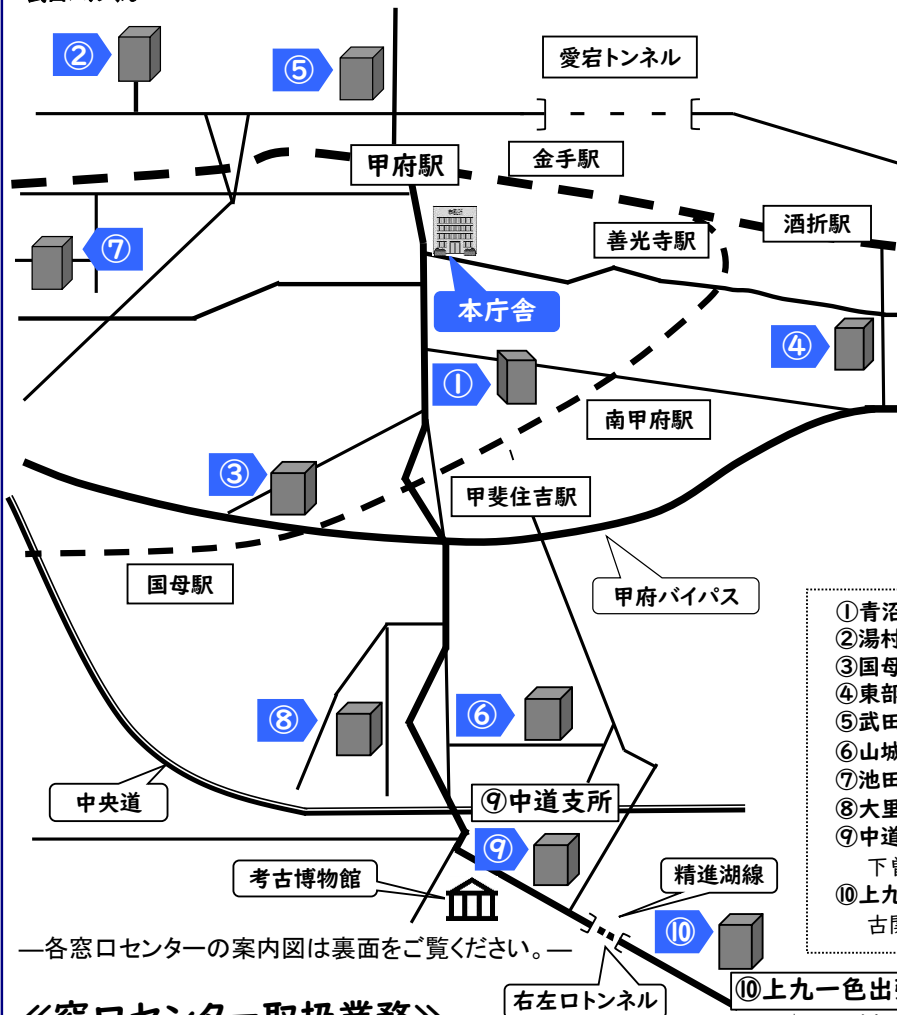 ②
⑤
愛宕トンネル
甲府駅
金手駅
酒折駅
善光寺駅
⑦
本庁舎
④
①
南甲府駅
③
甲斐住吉駅
国母駅
甲府バイパス
①青沼
②湯村
③国母
④東部
⑤武田
⑥山城
⑦池田
⑧大里
⑨中道
下曽
⑩上九
古関
⑧
⑥
中央道
⑨中道支所
⑨
考古博物館
精進湖線
⑩
―各窓口センターの案内図は裏面をご覧ください。―
右左口トンネル
⑩上九一色出張
≪窓口センター取扱業務≫